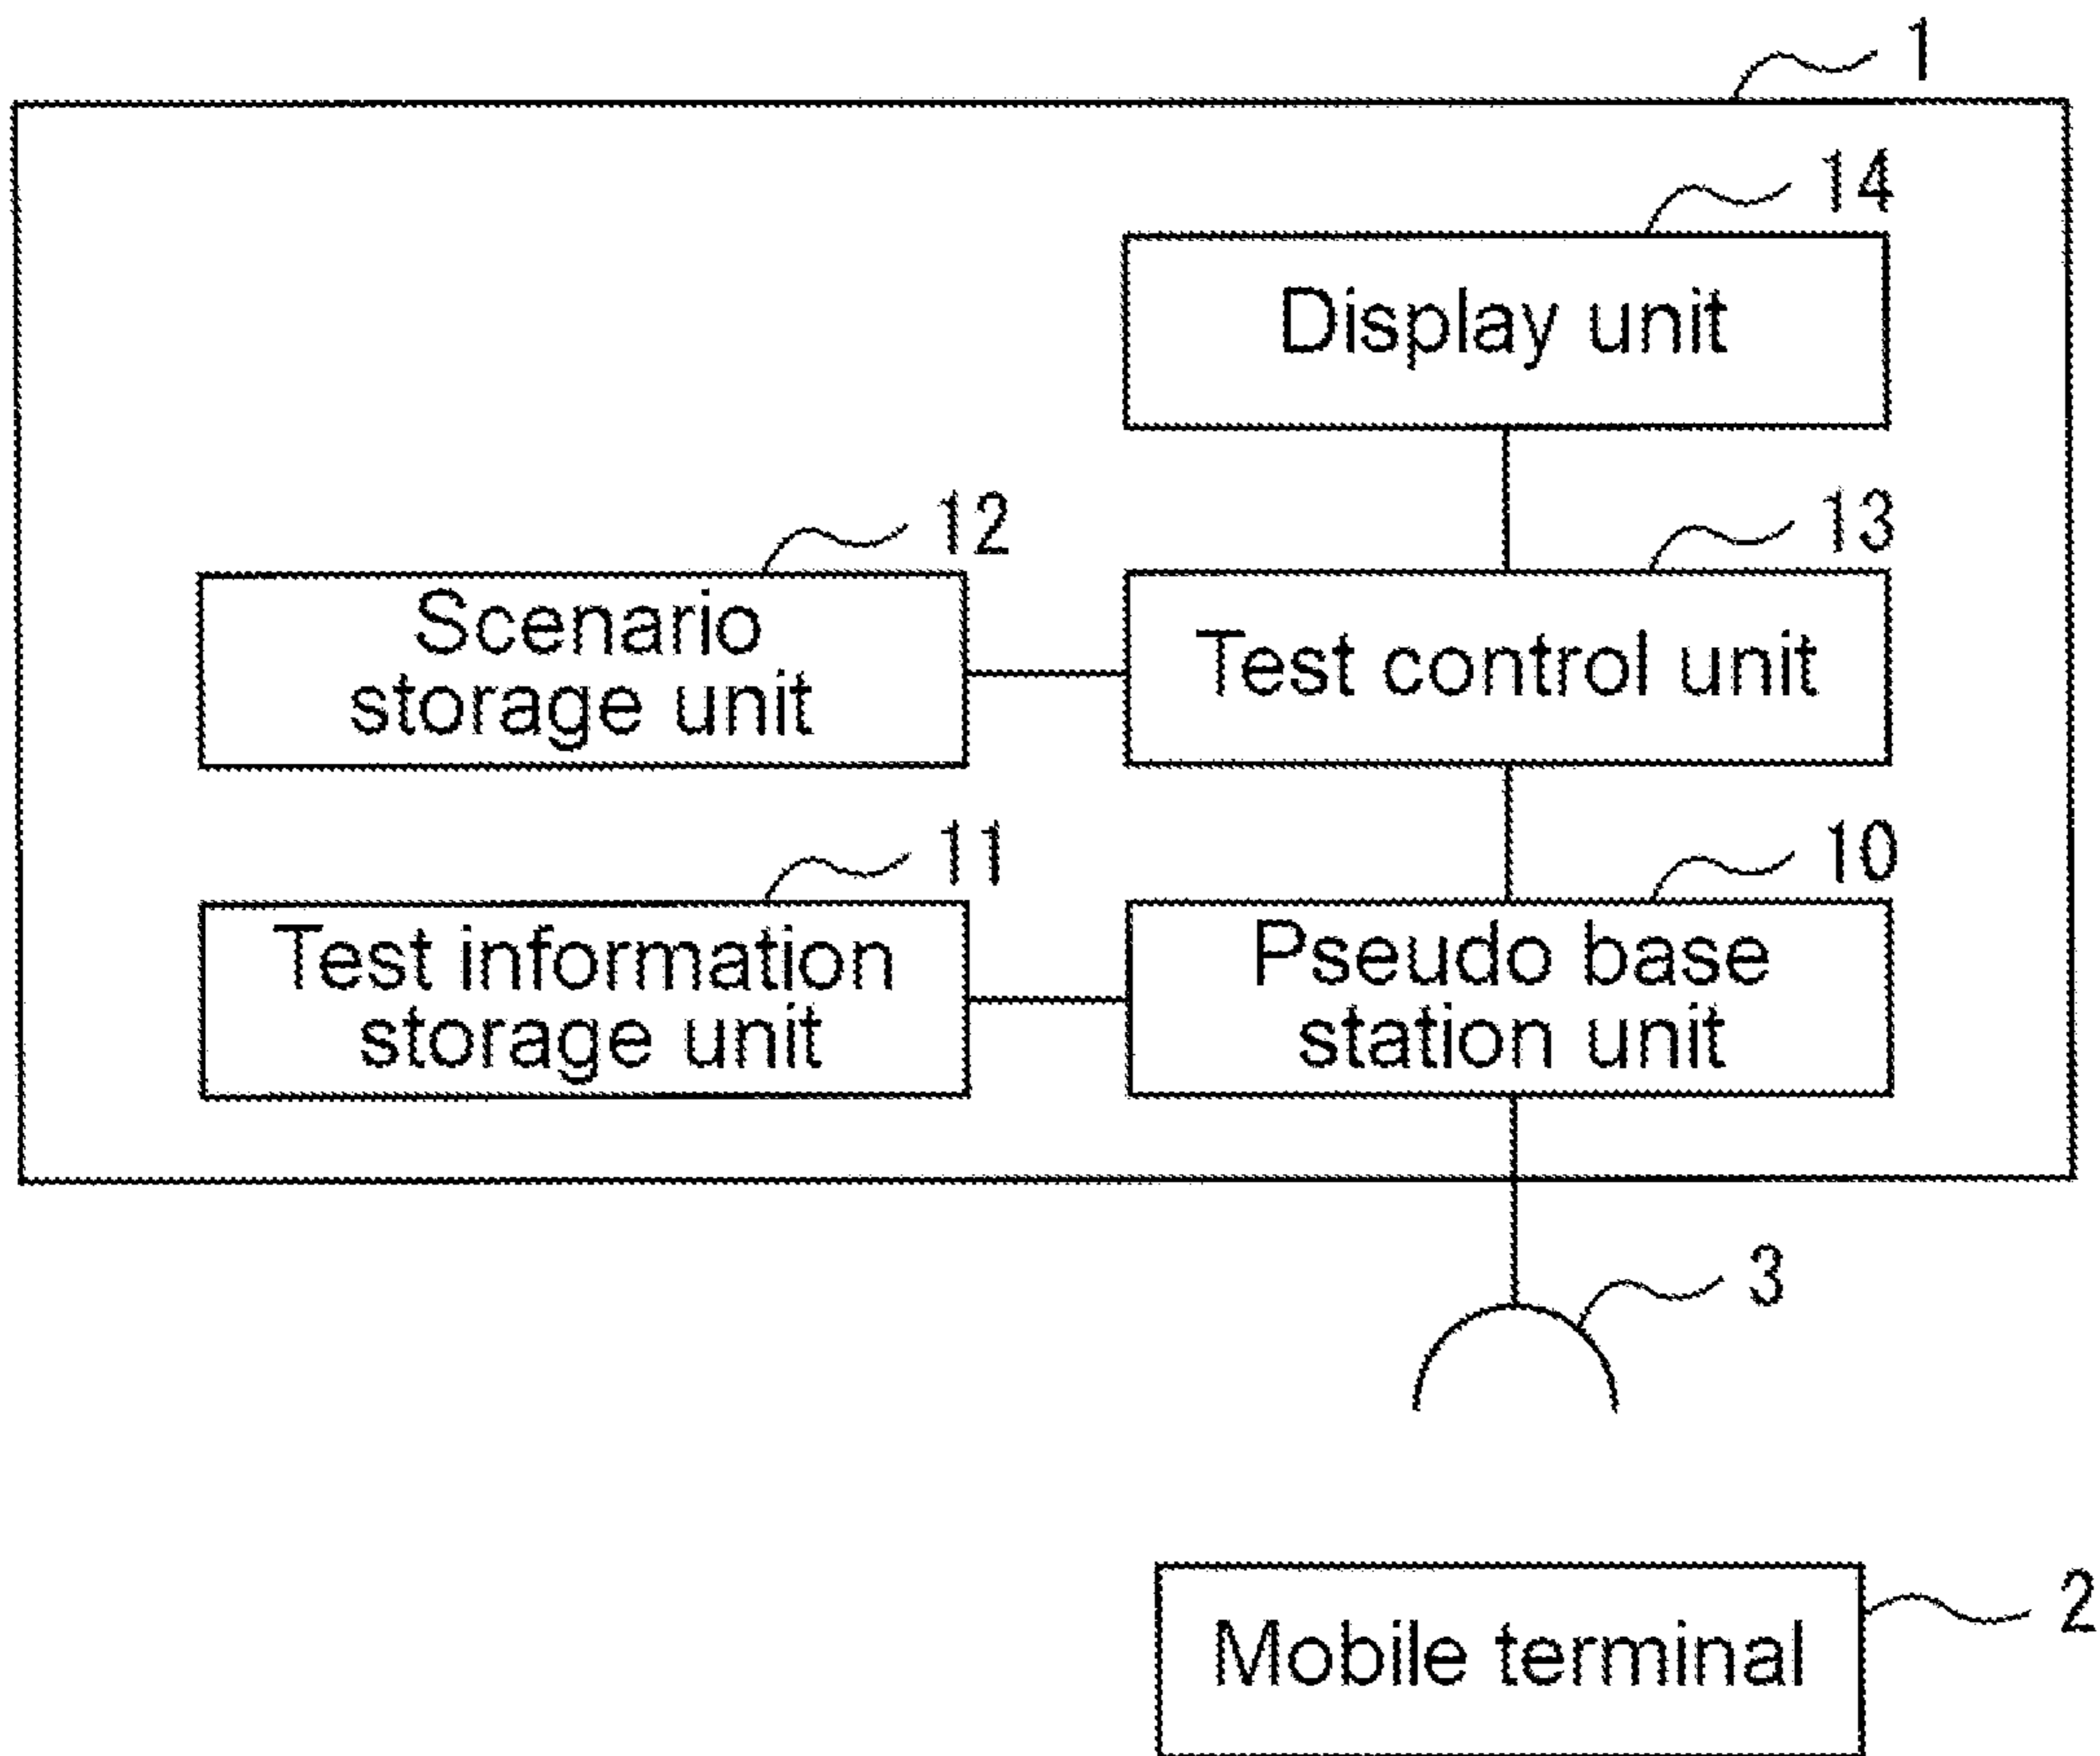 1
14
Display unit
12
13
Scenario
storage unit
Test control unit
11
10
Test information
storage unit
Pseudo base
station unit
3
2
Mobile terminal